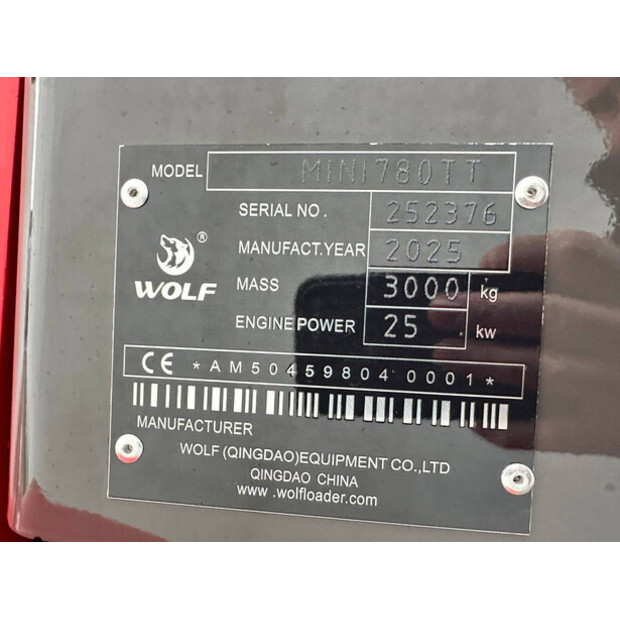 MODEL MINI780TT
SERIAL NO. 252376
MANUFACT.YEAR 2025
®
WOLF
MASS 3000 kg
ENGINE POWER 25 kw
CE *AM50459804 0001*
MANUFACTURER
WOLF (QINGDAO)EQUIPMENT CO.,LTD
QINGDAO CHINA
www .wolfloader.com